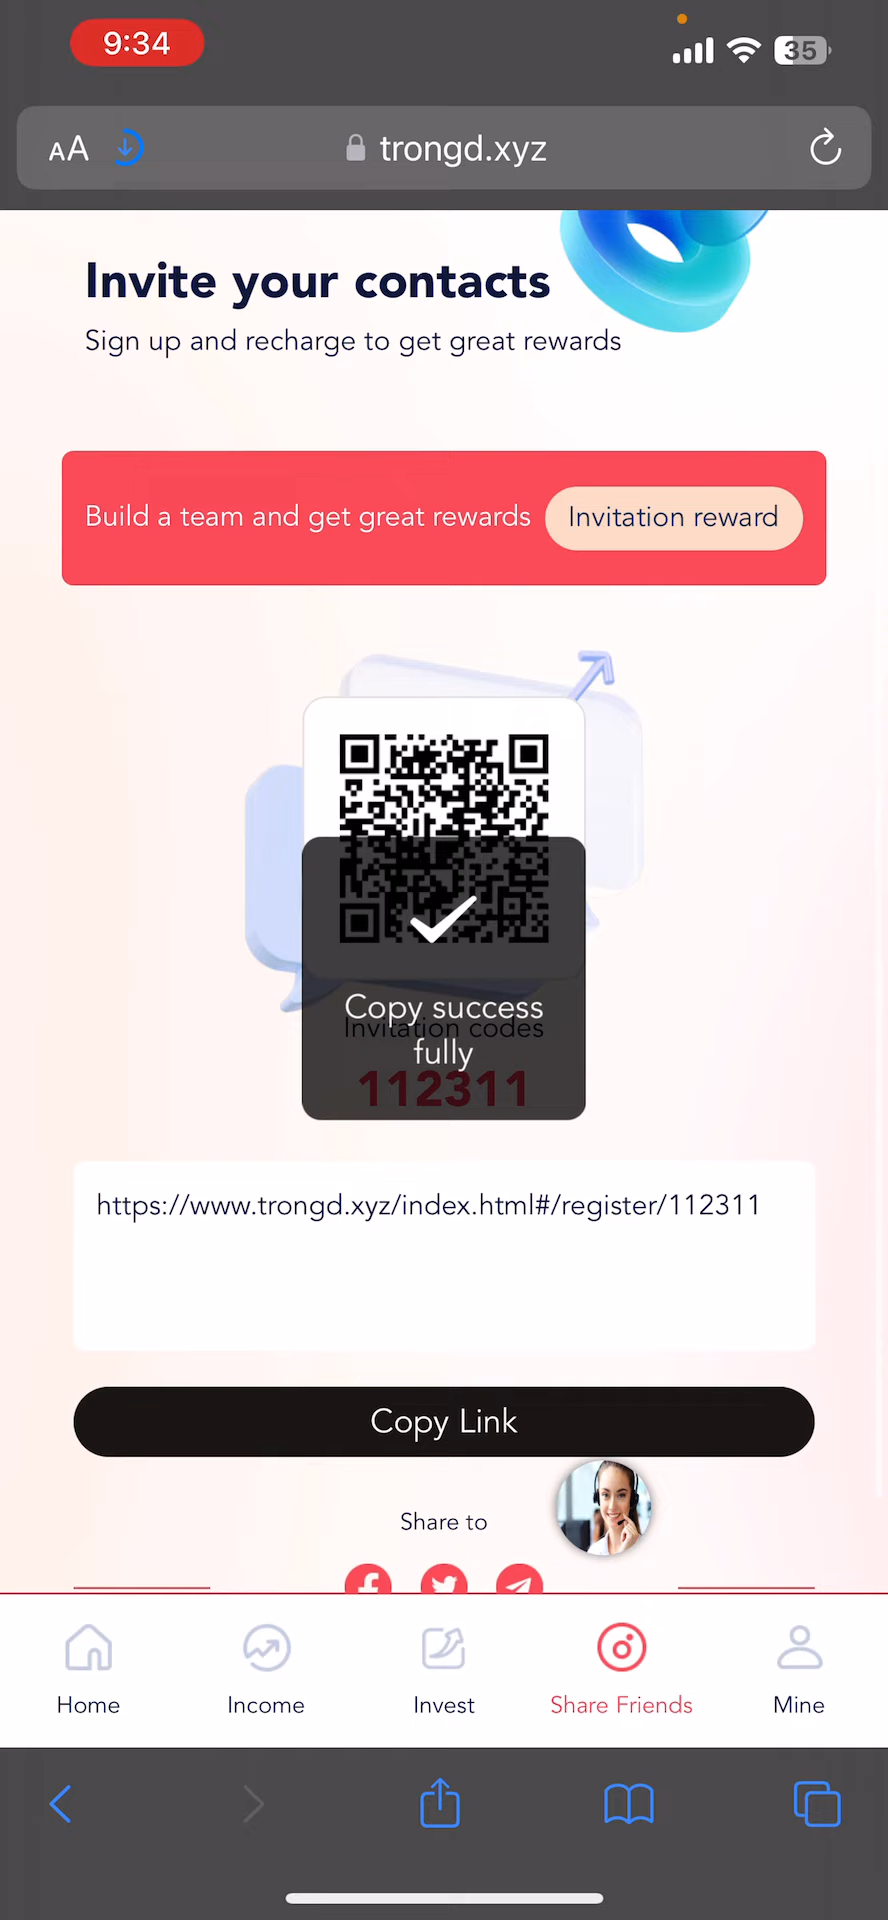 9:34
35
AA
trongd.xyz
Invite your contacts
Sign up and recharge to get great rewards
Build a team and get great rewards
Invitation reward
Copy success
fully
Invitation codes
112311
https://www.trongd.xyz/index.html#/register/112311
Copy Link
Share to
Home
Income
Invest
Share Friends
Mine